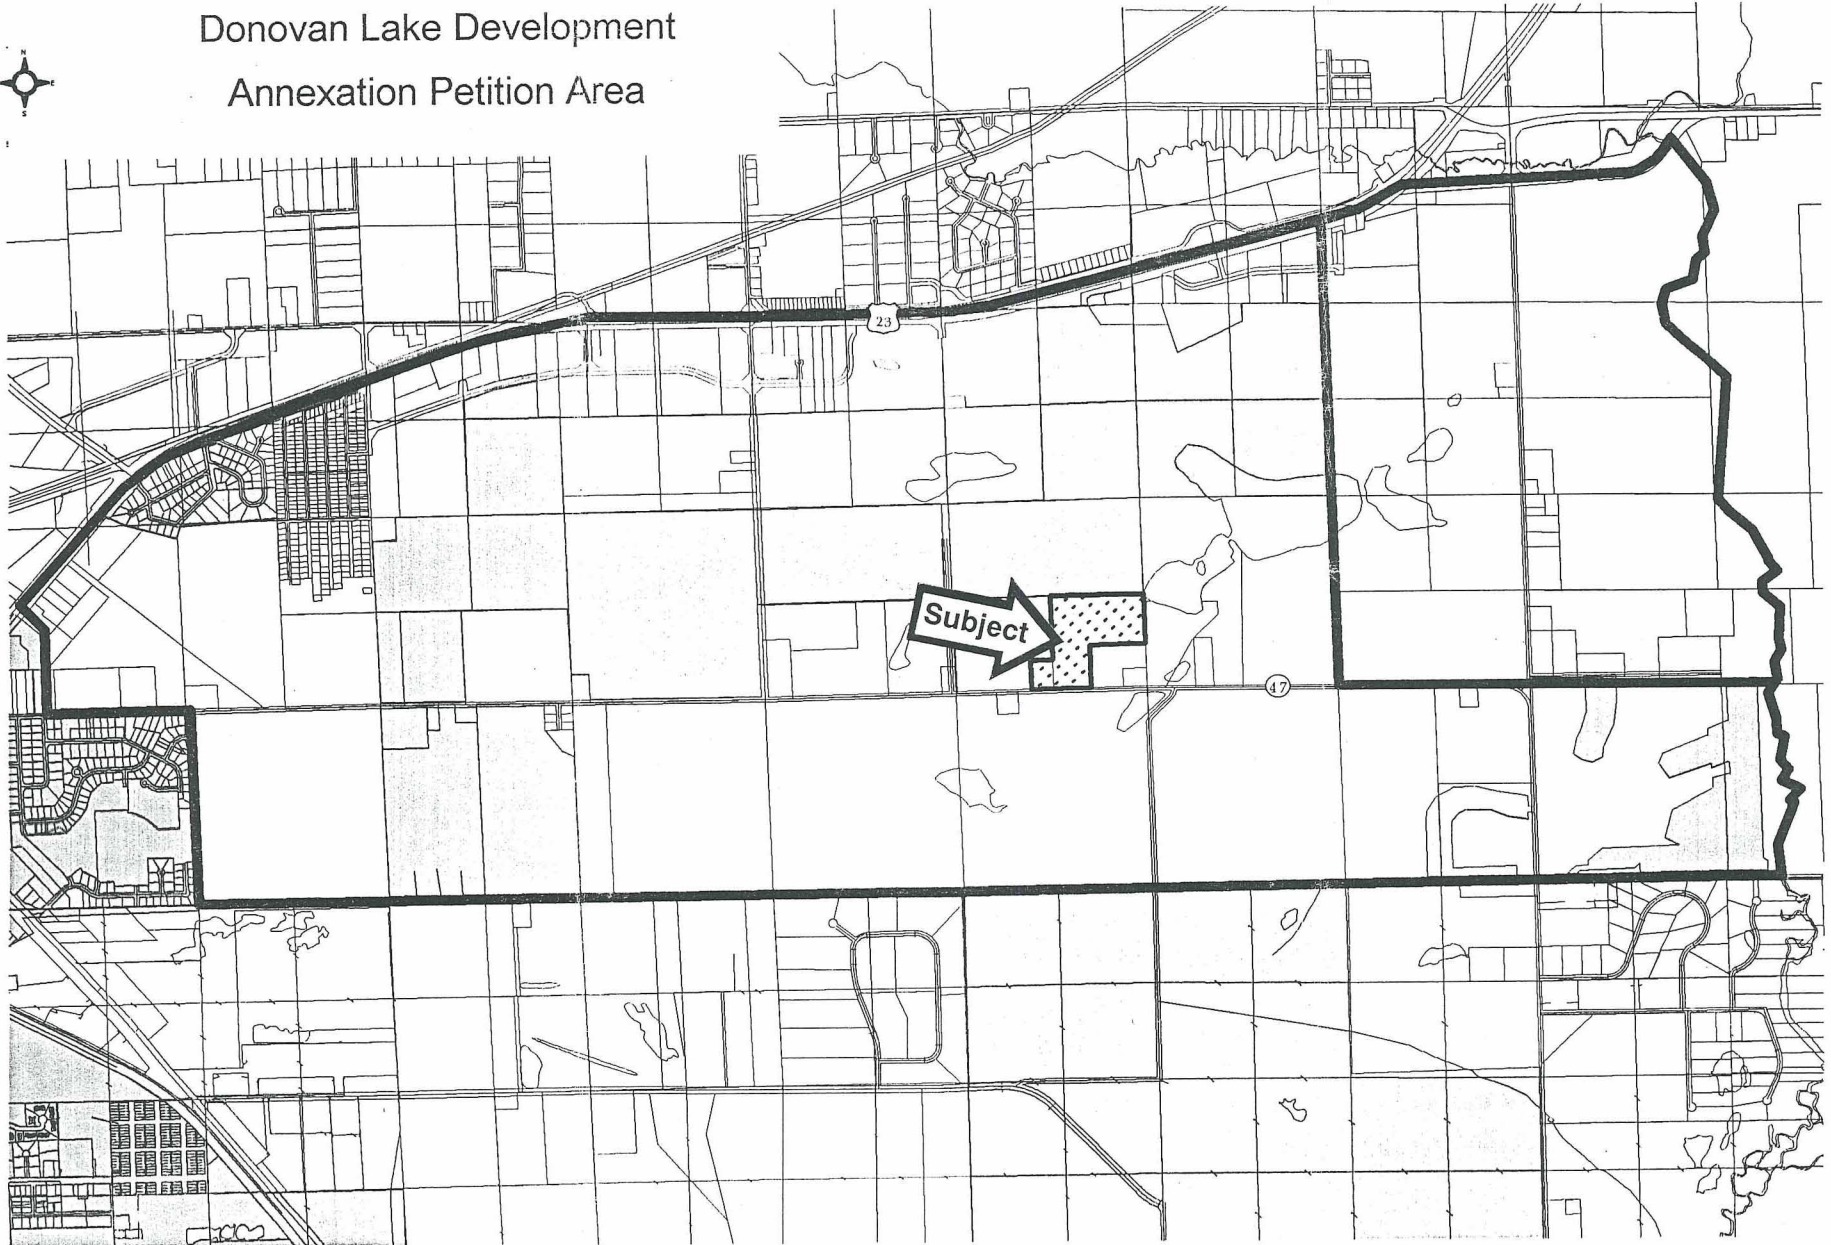 Donovan Lake Development
Annexation Petition Area
N
E
S
23
Subject
47